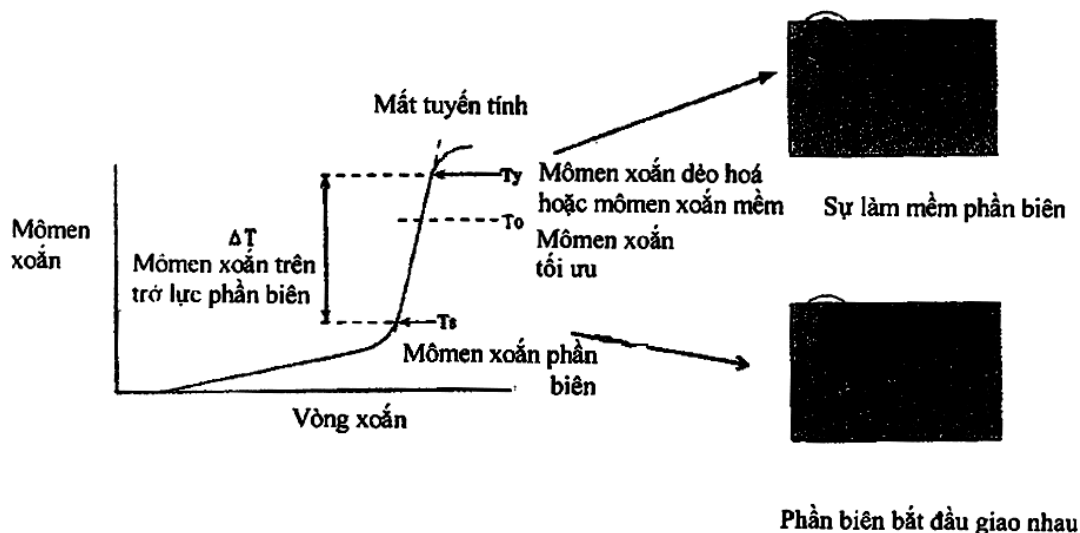 Mất tuyến tính
Ty
Mômen xoắn dẻo hoá
hoặc mômen xoắn mềm
Sự làm mềm phần biên
To
Mômen xoắn
tối ưu
Mômen
xoắn
ΔT
Mômen xoắn trên
trở lực phần biên
Ts
Mômen xoắn phần
biên
Vòng xoắn
Phần biên bắt đầu giao nhau